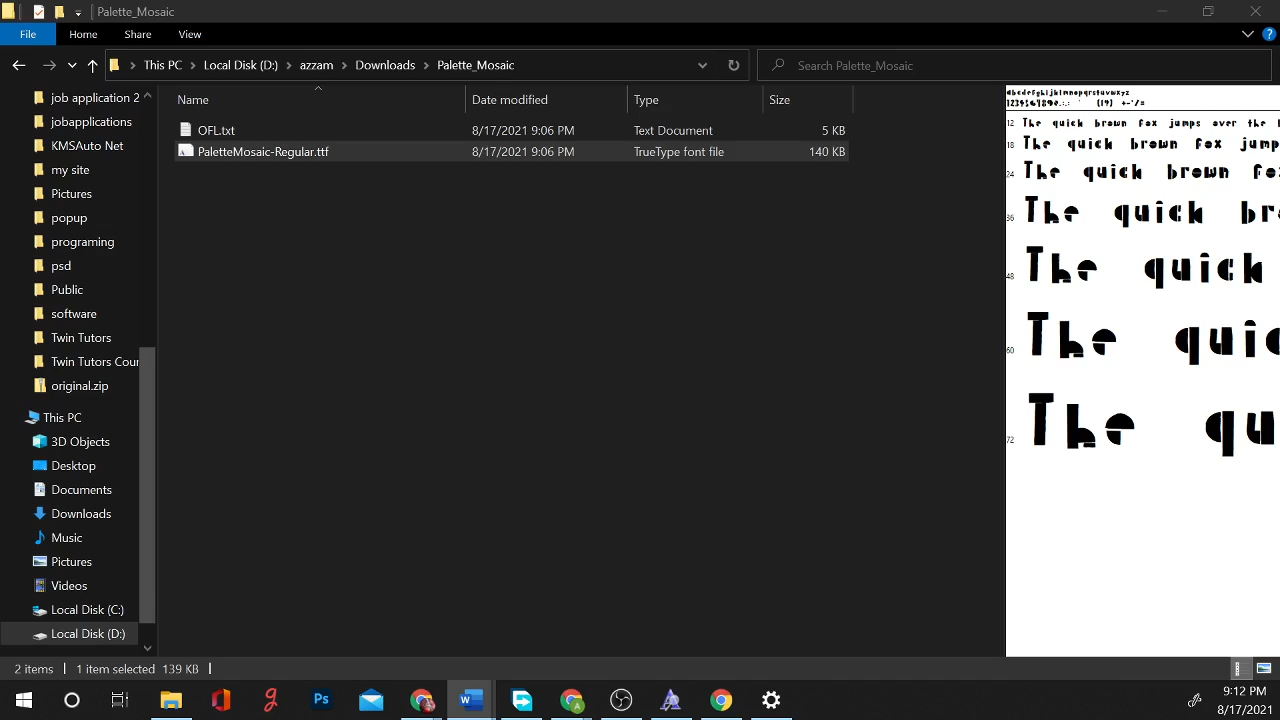 Palette_Mosaic
File Home Share View
This PC Local Disk (D:) azzam Downloads Palette_Mosaic
Search Palette_Mosaic
Name Date modified Type Size
OFL.txt 8/17/2021 9:06 PM Text Document 5 KB
PaletteMosaic-Regular.ttf 8/17/2021 9:06 PM TrueType font file 140 KB
job application 2
jobapplications
KMSAuto Net
my site
Pictures
popup
programing
psd
Public
software
Twin Tutors
Twin Tutors Cour
original.zip
This PC
3D Objects
Desktop
Documents
Downloads
Music
Pictures
Videos
Local Disk (C:)
Local Disk (D:)
abcdefghijklmnopqrstuvwxyz
1234567890.:,
12 The quick brown fox jumps over the l
18 The quick brown fox jump
24 The quick brown fo
36 The quick br
48 The quick
60 The quic
72 The qu
2 items 1 item selected 139 KB
Ps
W
9:12 PM
8/17/2021